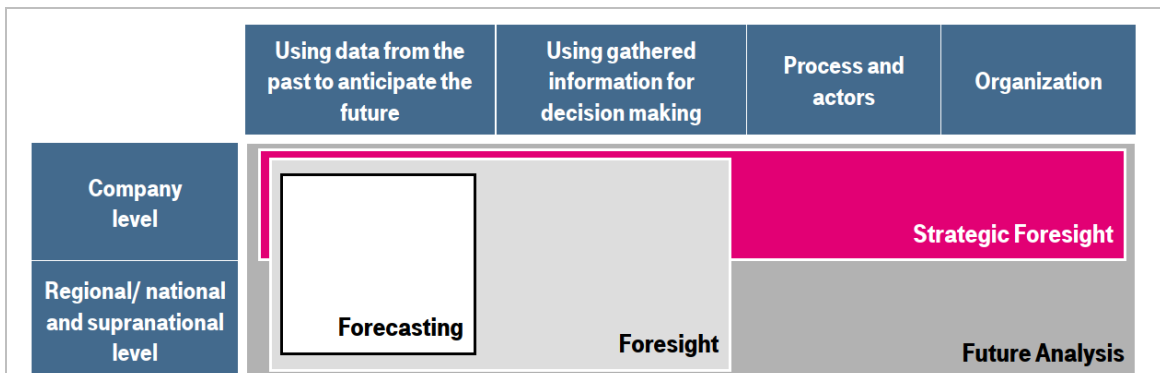 Using data from the
past to anticipate the
future
Using gathered
information for
decision making
Process and
actors
Organization
Company
level
Strategic Foresight
Regional/ national
and supranational
level
Forecasting
Foresight
Future Analysis